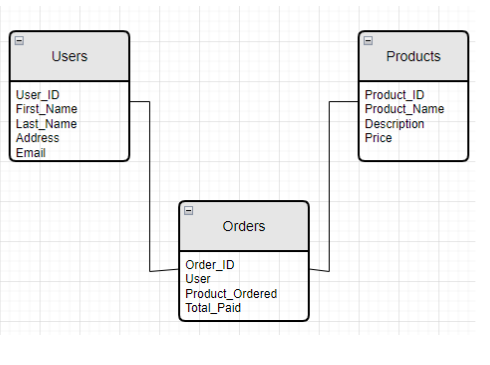 Users
User_ID
First_Name
Last_Name
Address
Email
Products
Product_ID
Product_Name
Description
Price
Orders
Order_ID
User
Product_Ordered
Total_Paid